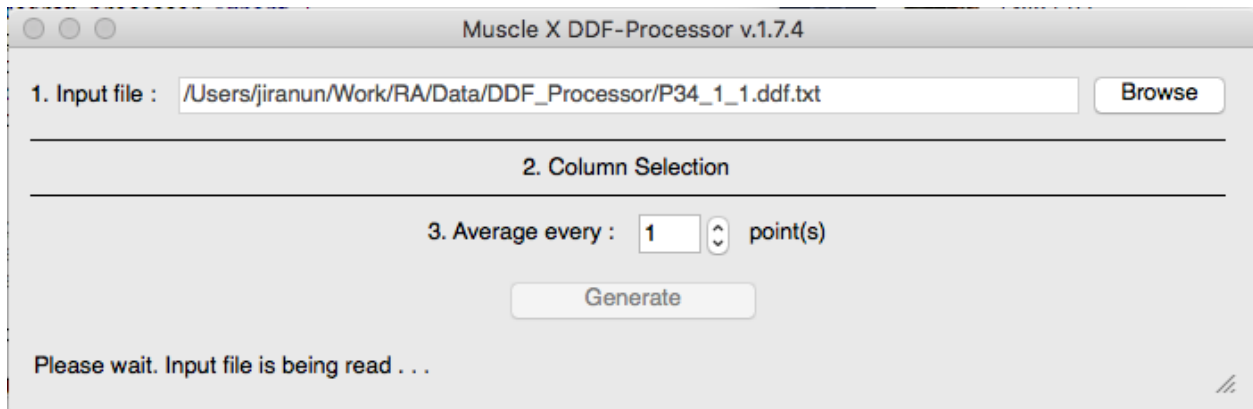 Muscle X DDF-Processor v.1.7.4
1. Input file : /Users/jiranun/Work/RA/Data/DDF_Processor/P34_1_1.ddf.txt Browse
2. Column Selection
3. Average every : 1 point(s)
Generate
Please wait. Input file is being read . . .